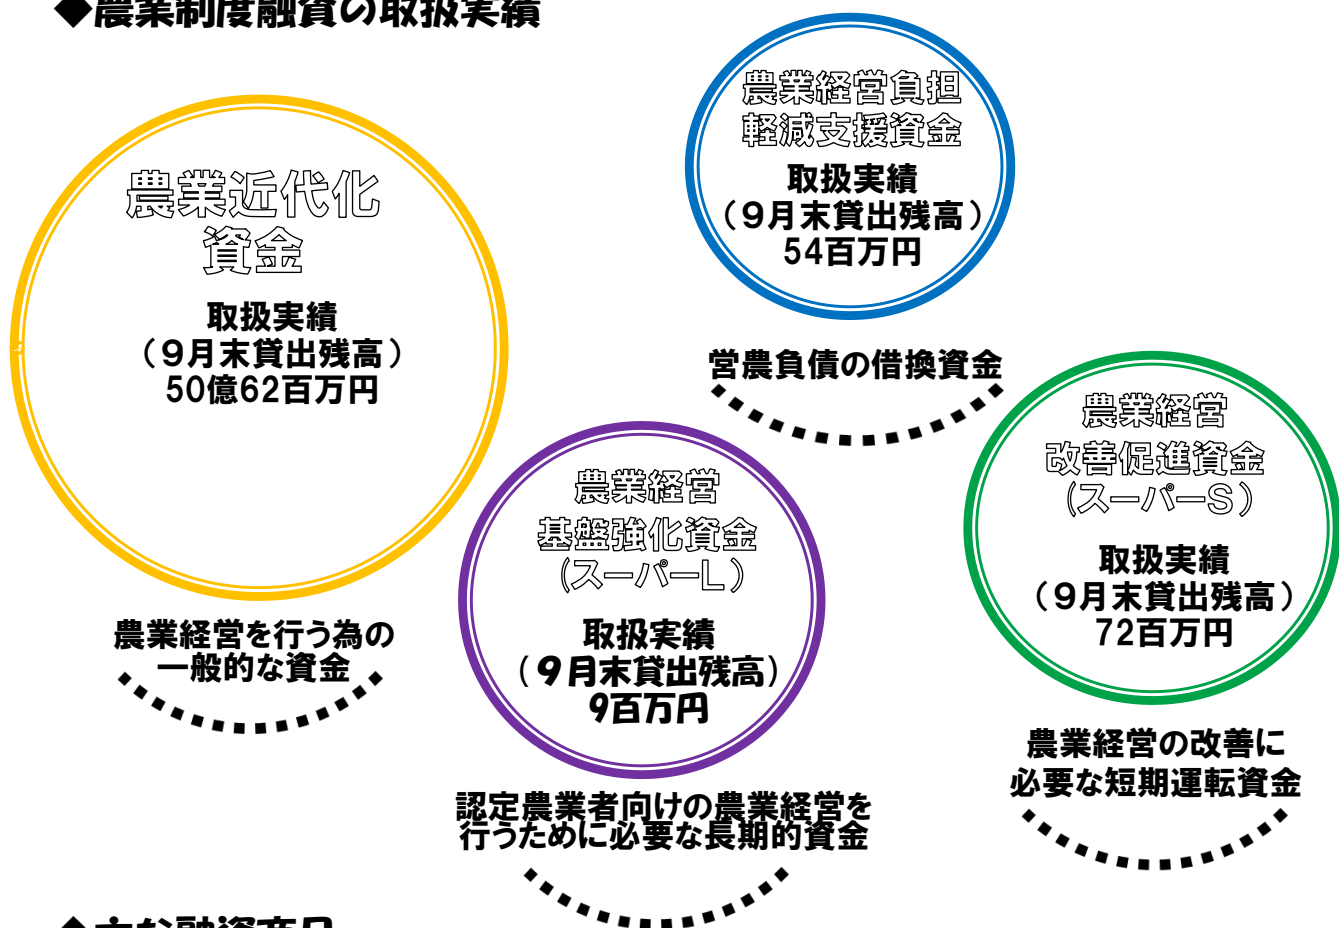 ◆農業制度融資の取扱実績
農業近代化
資金
取扱実績
（9月末貸出残高）
50億62百万円
農業経営を行う為の
一般的な資金
農業経営負担
軽減支援資金
取扱実績
（9月末貸出残高）
54百万円
営農負債の借換資金
農業経営
基盤強化資金
(スーパーL)
取扱実績
（9月末貸出残高）
9百万円
認定農業者向けの農業経営を
行うために必要な長期的資金
農業経営
改善促進資金
(スーパーS)
取扱実績
（9月末貸出残高）
72百万円
農業経営の改善に
必要な短期運転資金
◆主な融資商品